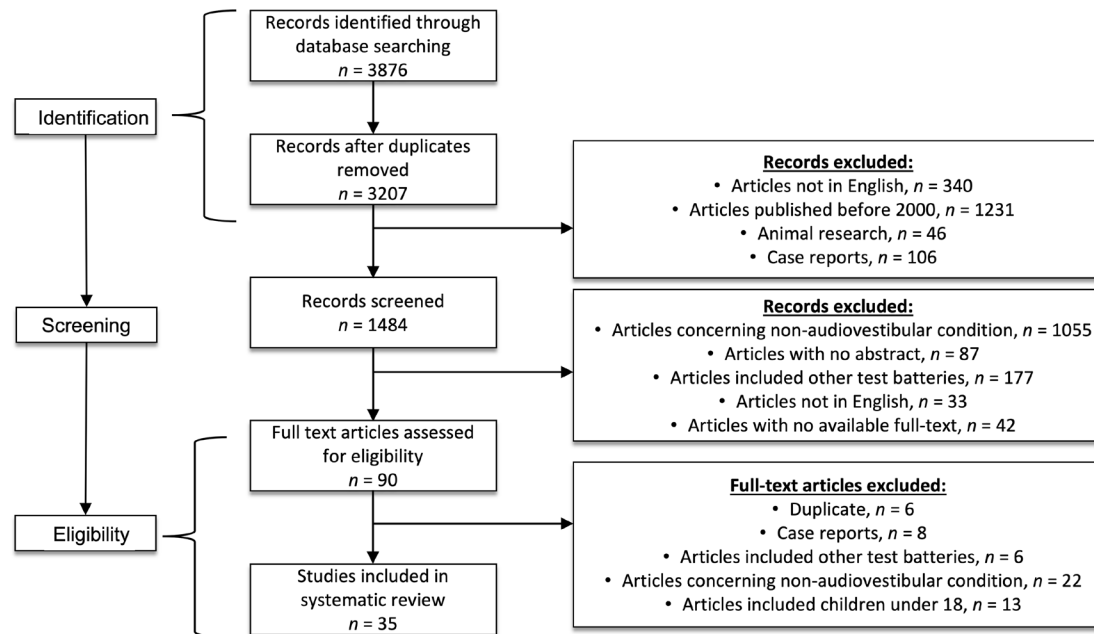 Records identified through
database searching
n = 3876
Identification
Records after duplicates
removed
n = 3207
Records excluded:
• Articles not in English, n = 340
• Articles published before 2000, n = 1231
• Animal research, n = 46
• Case reports, n = 106
Records screened
n = 1484
Screening
Records excluded:
• Articles concerning non-audiovestibular condition, n = 1055
• Articles with no abstract, n = 87
• Articles included other test batteries, n = 177
• Articles not in English, n = 33
• Articles with no available full-text, n = 42
Full text articles assessed
for eligibility
n = 90
Eligibility
Full-text articles excluded:
• Duplicate, n = 6
• Case reports, n = 8
• Articles included other test batteries, n = 6
• Articles concerning non-audiovestibular condition, n = 22
• Articles included children under 18, n = 13
Studies included in
systematic review
n = 35